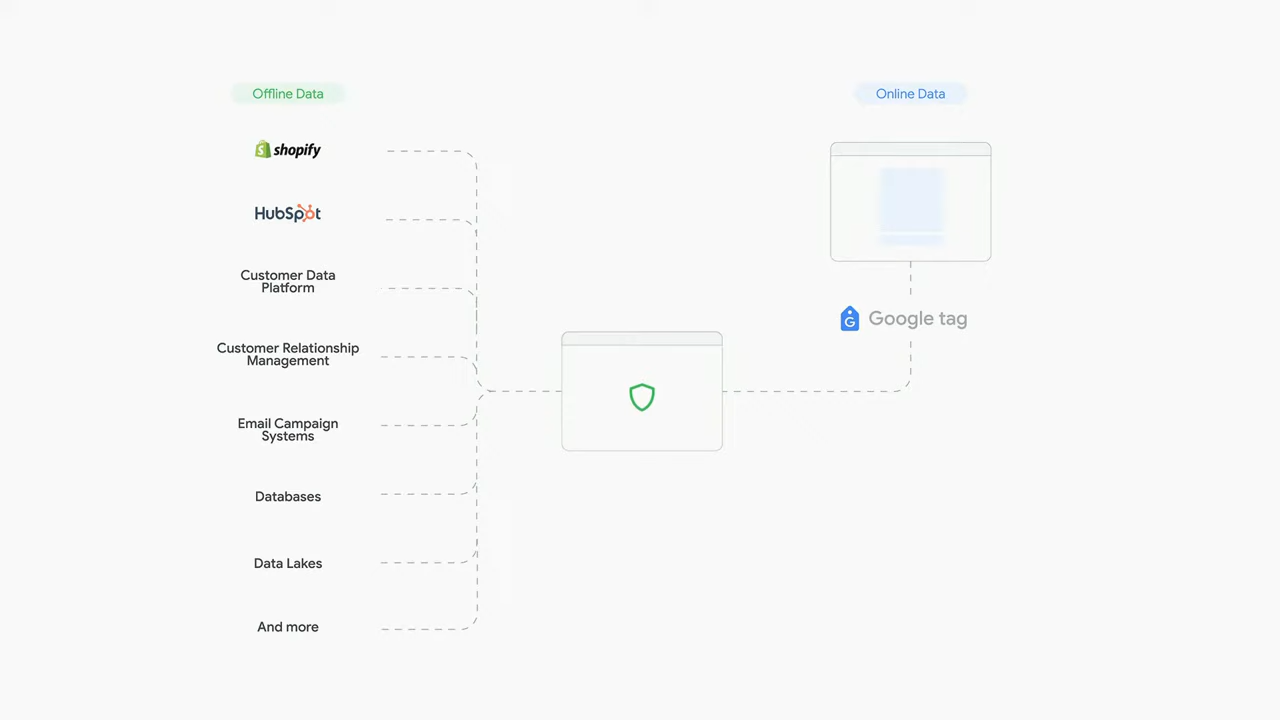 Offline Data
shopify
HubSpot
Customer Data
Platform
Customer Relationship
Management
Email Campaign
Systems
Databases
Data Lakes
And more
Online Data
G
Google tag